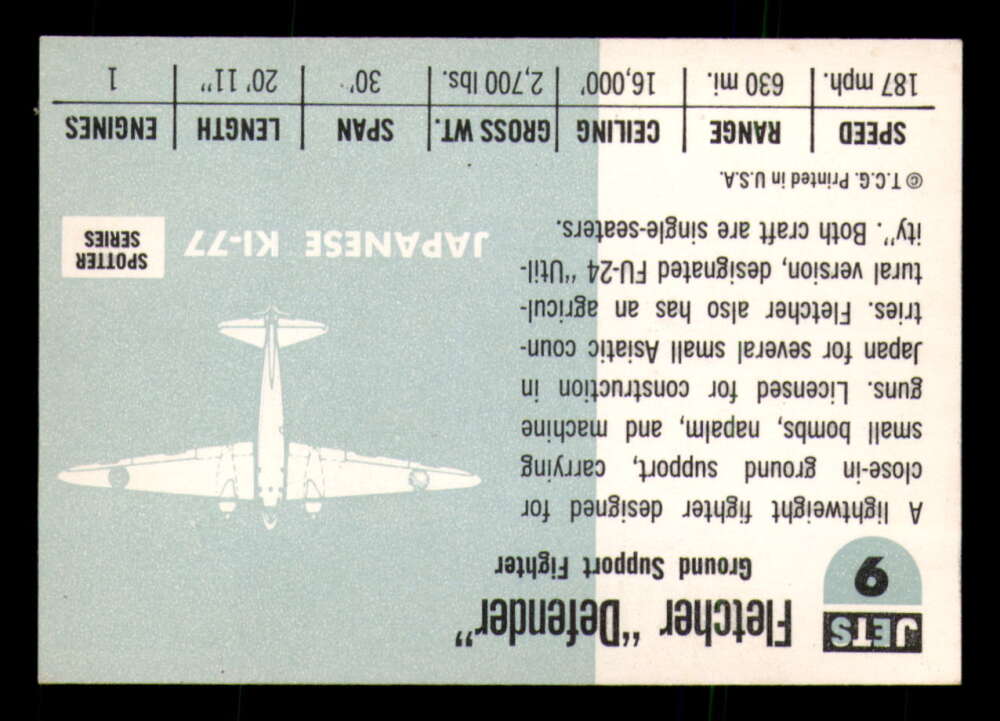 JETS
6
Fletcher "Defender"
Ground Support Fighter
A lightweight fighter designed for
close-in ground support, carrying
small bombs, napalm, and machine
guns. Licensed for construction in
Japan for several small Asiatic coun-
tries. Fletcher also has an agricul-
tural version, designated FU-24 "Util-
ity". Both craft are single-seaters.
© T.C.G. Printed in U.S.A.
JAPANESE KI-77
SPOTTER
SERIES
SPEED RANGE CEILING GROSS WT. SPAN LENGTH ENGINES
187 mph. 630 mi. 16,000' 2,700 lbs. 30' 20' 11" 1